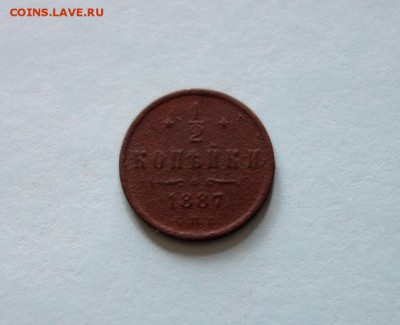 COINS.LAVE.RU
1/2
КОПѢЙКИ
1887
С.П.Б.